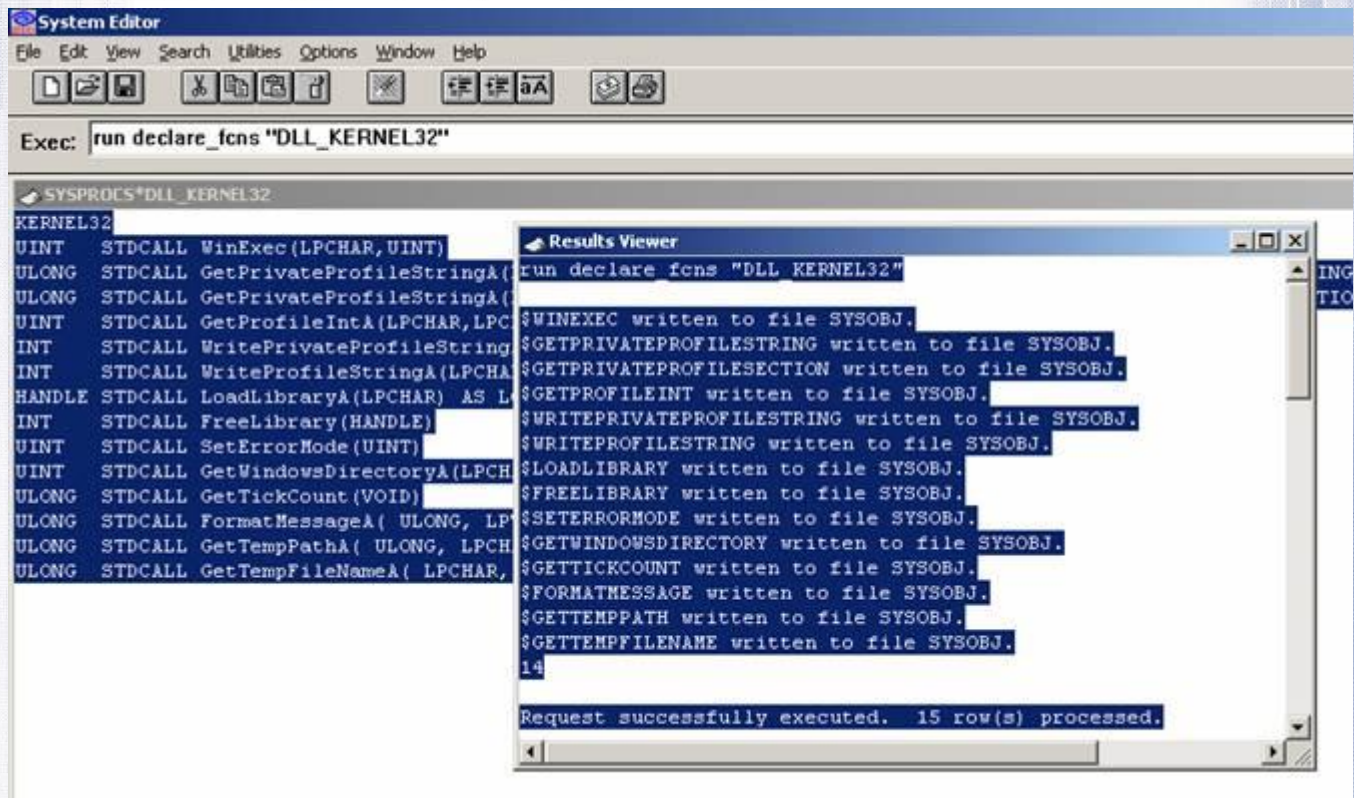 System Editor
File Edit View Search Utilities Options Window Help
Exec: run declare_fcns "DLL_KERNEL32"
SYSPROCS*DLL_KERNEL32
KERNEL32
UINT STDCALL WinExec(LPCHAR,UINT)
ULONG STDCALL GetPrivateProfileStringA(
ULONG STDCALL GetPrivateProfileStringA(
UINT STDCALL GetProfileIntA(LPCHAR,LPC
INT STDCALL WritePrivateProfileString
INT STDCALL WriteProfileStringA(LPCHA
HANDLE STDCALL LoadLibraryA(LPCHAR) AS L
INT STDCALL FreeLibrary(HANDLE)
UINT STDCALL SetErrorMode(UINT)
UINT STDCALL GetWindowsDirectoryA(LPCH
ULONG STDCALL GetTickCount(VOID)
ULONG STDCALL FormatMessageA( ULONG, LP
ULONG STDCALL GetTempPathA( ULONG, LPCH
ULONG STDCALL GetTempFileNameA( LPCHAR,
ING
TIO
Results Viewer
run declare_fcns "DLL_KERNEL32"
$WINEXEC written to file SYSOBJ.
$GETPRIVATEPROFILESTRING written to file SYSOBJ.
$GETPRIVATEPROFILESECTION written to file SYSOBJ.
$GETPROFILEINT written to file SYSOBJ.
$WRITEPRIVATEPROFILESTRING written to file SYSOBJ.
$WRITEPROFILESTRING written to file SYSOBJ.
$LOADLIBRARY written to file SYSOBJ.
$FREELIBRARY written to file SYSOBJ.
$SETERRORMODE written to file SYSOBJ.
$GETWINDOWSDIRECTORY written to file SYSOBJ.
$GETTICKCOUNT written to file SYSOBJ.
$FORMATMESSAGE written to file SYSOBJ.
$GETTEMPPATH written to file SYSOBJ.
$GETTEMPFILENAME written to file SYSOBJ.
14
Request successfully executed. 15 row(s) processed.